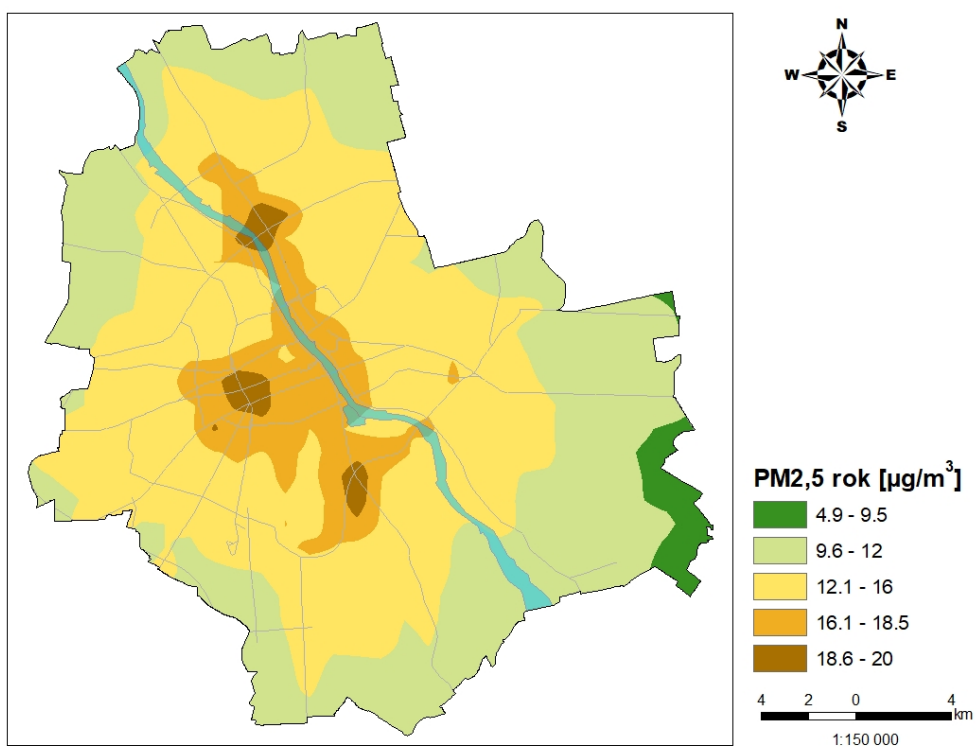 N
W E
S
PM2,5 rok [µg/m³]
4.9 - 9.5
9.6 - 12
12.1 - 16
16.1 - 18.5
18.6 - 20
4 2 0 4
km
1:150 000